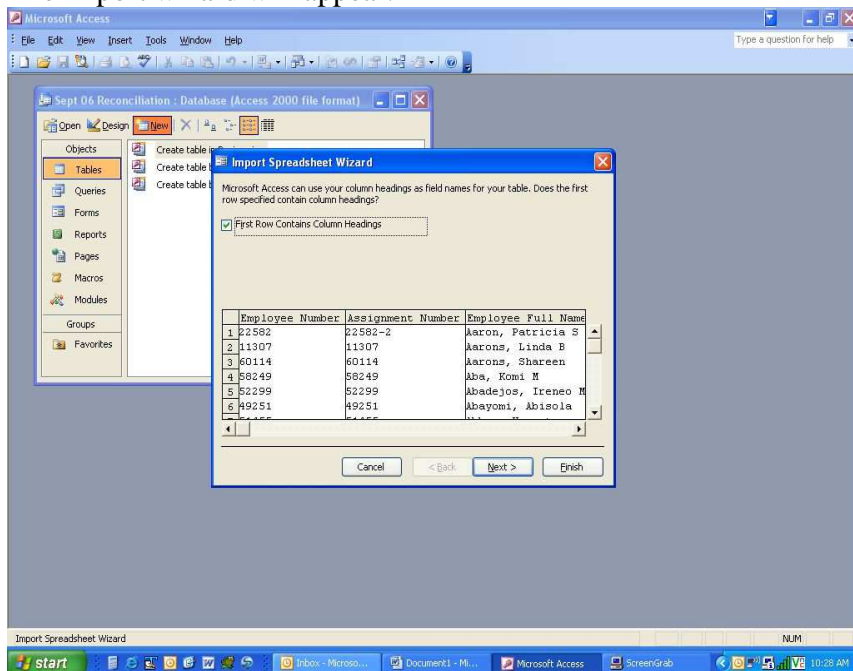 Microsoft Access
File Edit View Insert Tools Window Help
Type a question for help
Sept 06 Reconciliation : Database (Access 2000 file format)
Open Design New
Objects
Tables
Queries
Forms
Reports
Pages
Macros
Modules
Groups
Favorites
Create table
Create table
Create table
Import Spreadsheet Wizard
Microsoft Access can use your column headings as field names for your table. Does the first
row specified contain column headings?
First Row Contains Column Headings
Employee Number Assignment Number Employee Full Name
1 22582 22582-2 Aaron, Patricia S
2 11307 11307 Aarons, Linda B
3 60114 60114 Aarons, Shareen
4 58249 58249 Aba, Komi M
5 52299 52299 Abadejos, Ireneo M
6 49251 49251 Abayomi, Abisola
Cancel < Back Next > Finish
Import Spreadsheet Wizard
NUM
start
Inbox - Microso...
Document1 - Mi...
Microsoft Access
ScreenGrab
10:28 AM